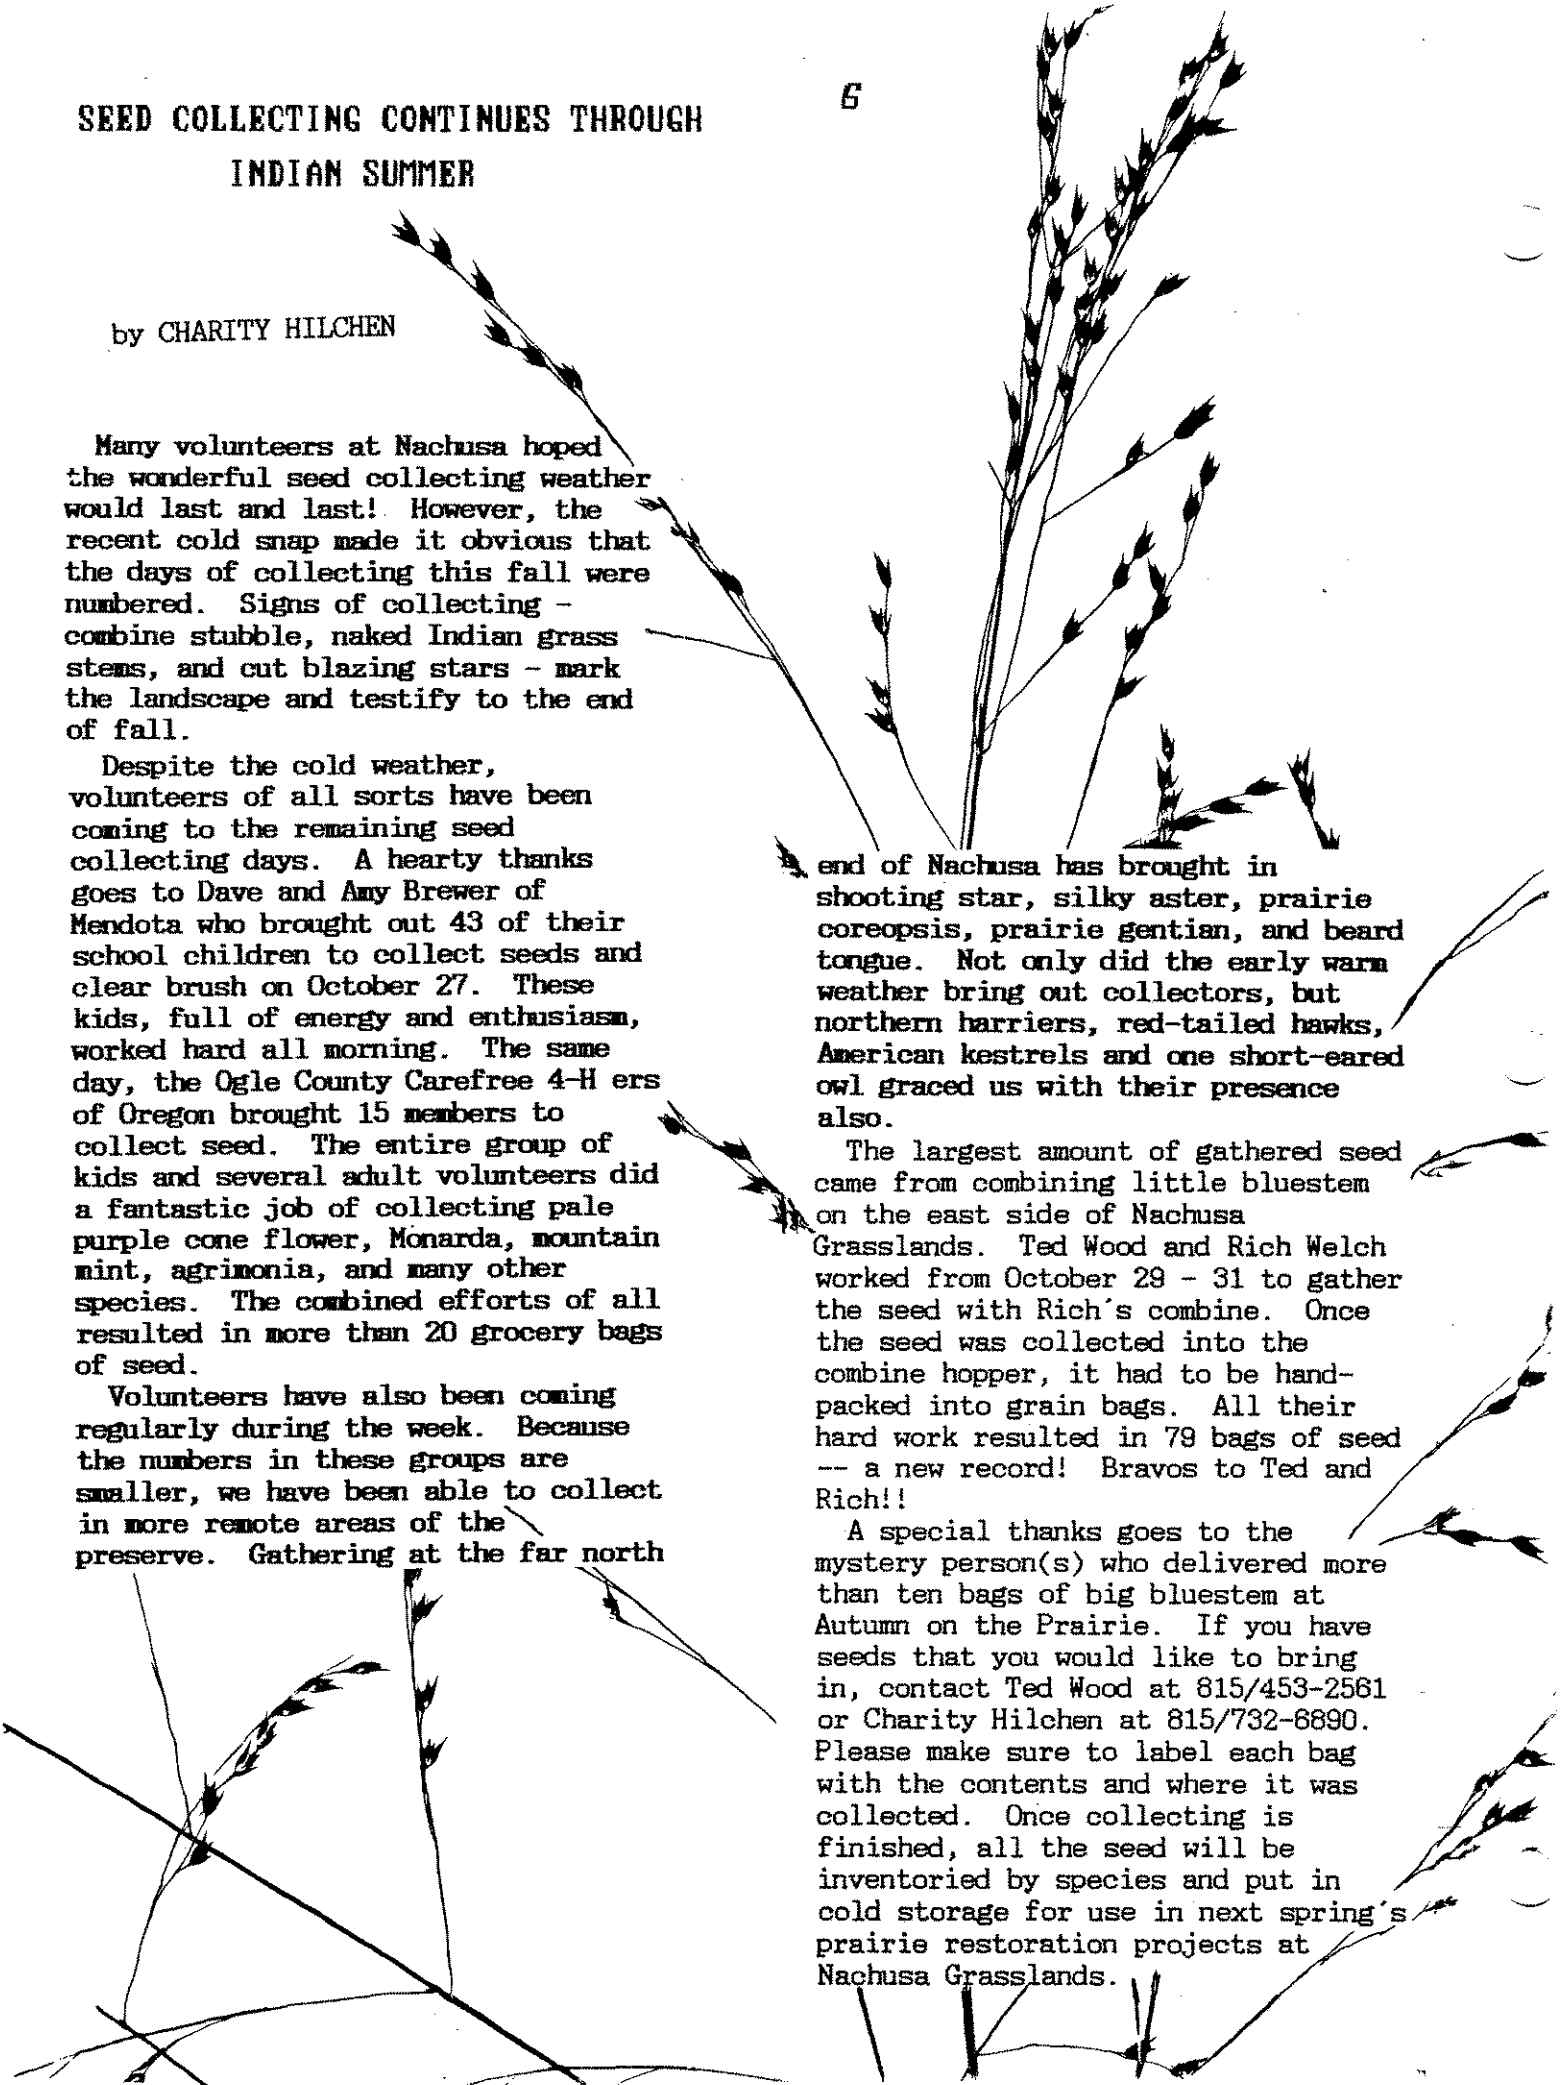 6
SEED COLLECTING CONTINUES THROUGH
INDIAN SUMMER
by CHARITY HILCHEN
Many volunteers at Nachusa hoped
the wonderful seed collecting weather
would last and last! However, the
recent cold snap made it obvious that
the days of collecting this fall were
numbered. Signs of collecting -
combine stubble, naked Indian grass
stems, and cut blazing stars - mark
the landscape and testify to the end
of fall.
Despite the cold weather,
volunteers of all sorts have been
coming to the remaining seed
collecting days. A hearty thanks
goes to Dave and Amy Brewer of
Mendota who brought out 43 of their
school children to collect seeds and
clear brush on October 27. These
kids, full of energy and enthusiasm,
worked hard all morning. The same
day, the Ogle County Carefree 4-H ers
of Oregon brought 15 members to
collect seed. The entire group of
kids and several adult volunteers did
a fantastic job of collecting pale
purple cone flower, Monarda, mountain
mint, agrimonia, and many other
species. The combined efforts of all
resulted in more than 20 grocery bags
of seed.
Volunteers have also been coming
regularly during the week. Because
the numbers in these groups are
smaller, we have been able to collect
in more remote areas of the
preserve. Gathering at the far north
end of Nachusa has brought in
shooting star, silky aster, prairie
coreopsis, prairie gentian, and beard
tongue. Not only did the early warm
weather bring out collectors, but
northern harriers, red-tailed hawks,
American kestrels and one short-eared
owl graced us with their presence
also.
The largest amount of gathered seed
came from combining little bluestem
on the east side of Nachusa
Grasslands. Ted Wood and Rich Welch
worked from October 29 - 31 to gather
the seed with Rich's combine. Once
the seed was collected into the
combine hopper, it had to be hand-
packed into grain bags. All their
hard work resulted in 79 bags of seed
-- a new record! Bravos to Ted and
Rich!!
A special thanks goes to the
mystery person(s) who delivered more
than ten bags of big bluestem at
Autumn on the Prairie. If you have
seeds that you would like to bring
in, contact Ted Wood at 815/453-2561
or Charity Hilchen at 815/732-6890.
Please make sure to label each bag
with the contents and where it was
collected. Once collecting is
finished, all the seed will be
inventoried by species and put in
cold storage for use in next spring's
prairie restoration projects at
Nachusa Grasslands.